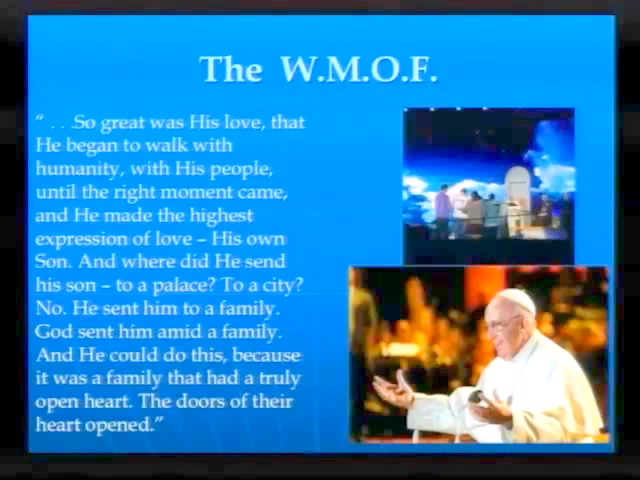 The W.M.O.F.
“ . . .So great was His love, that
He began to walk with
humanity, with His people,
until the right moment came,
and He made the highest
expression of love – His own
Son. And where did He send
his son – to a palace? To a city?
No. He sent him to a family.
God sent him amid a family.
And He could do this, because
it was a family that had a truly
open heart. The doors of their
heart opened.”